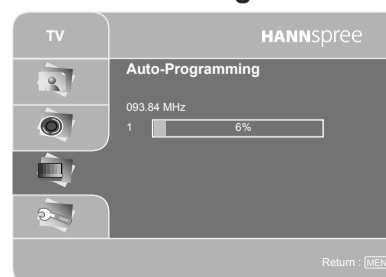 TV
HANNspree
Auto-Programming
093.84 MHz
1 6%
Return :